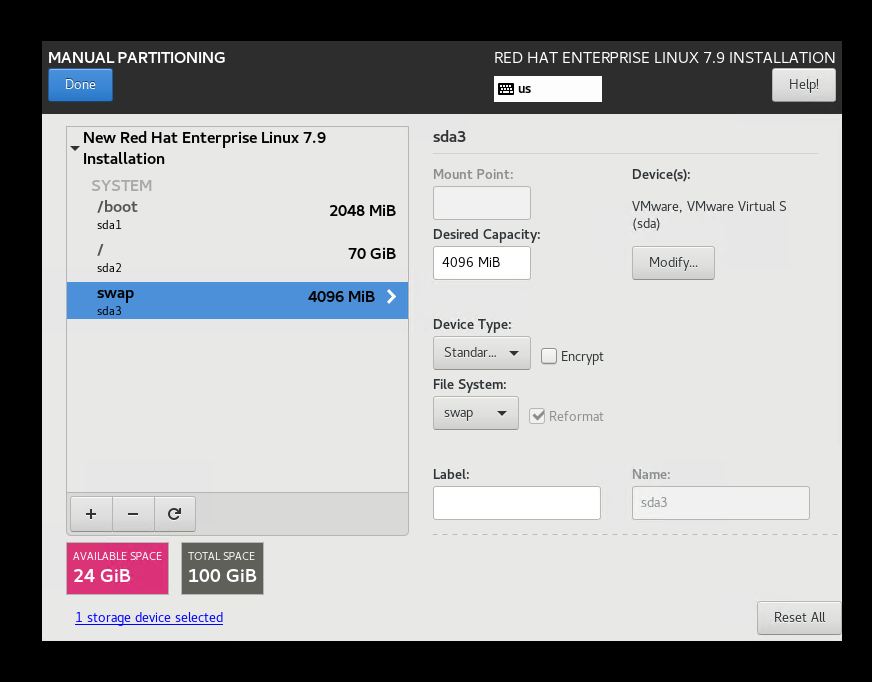 MANUAL PARTITIONING
RED HAT ENTERPRISE LINUX 7.9 INSTALLATION
Done
us
Help!
New Red Hat Enterprise Linux 7.9
Installation
SYSTEM
/boot
2048 MiB
sda1
/
70 GiB
sda2
swap
4096 MiB
sda3
AVAILABLE SPACE
24 GiB
TOTAL SPACE
100 GiB
1 storage device selected
sda3
Mount Point:
Device(s):
VMware, VMware Virtual S
(sda)
Desired Capacity:
4096 MiB
Modify...
Device Type:
Standar...
Encrypt
File System:
swap
Reformat
Label:
Name:
sda3
Reset All